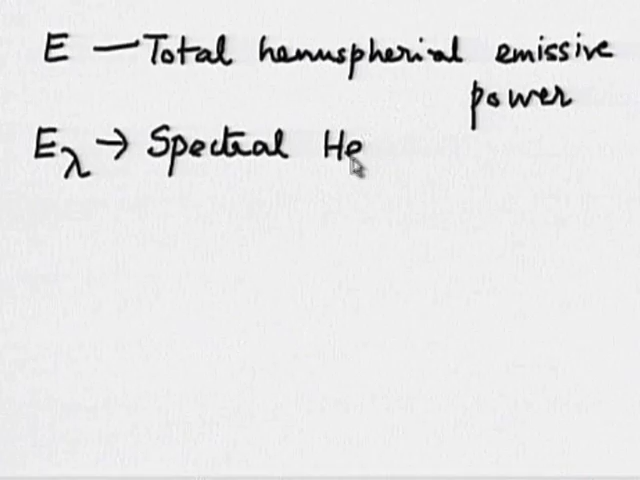 E — Total hemispherial emissive
power
Eλ → Spectral He